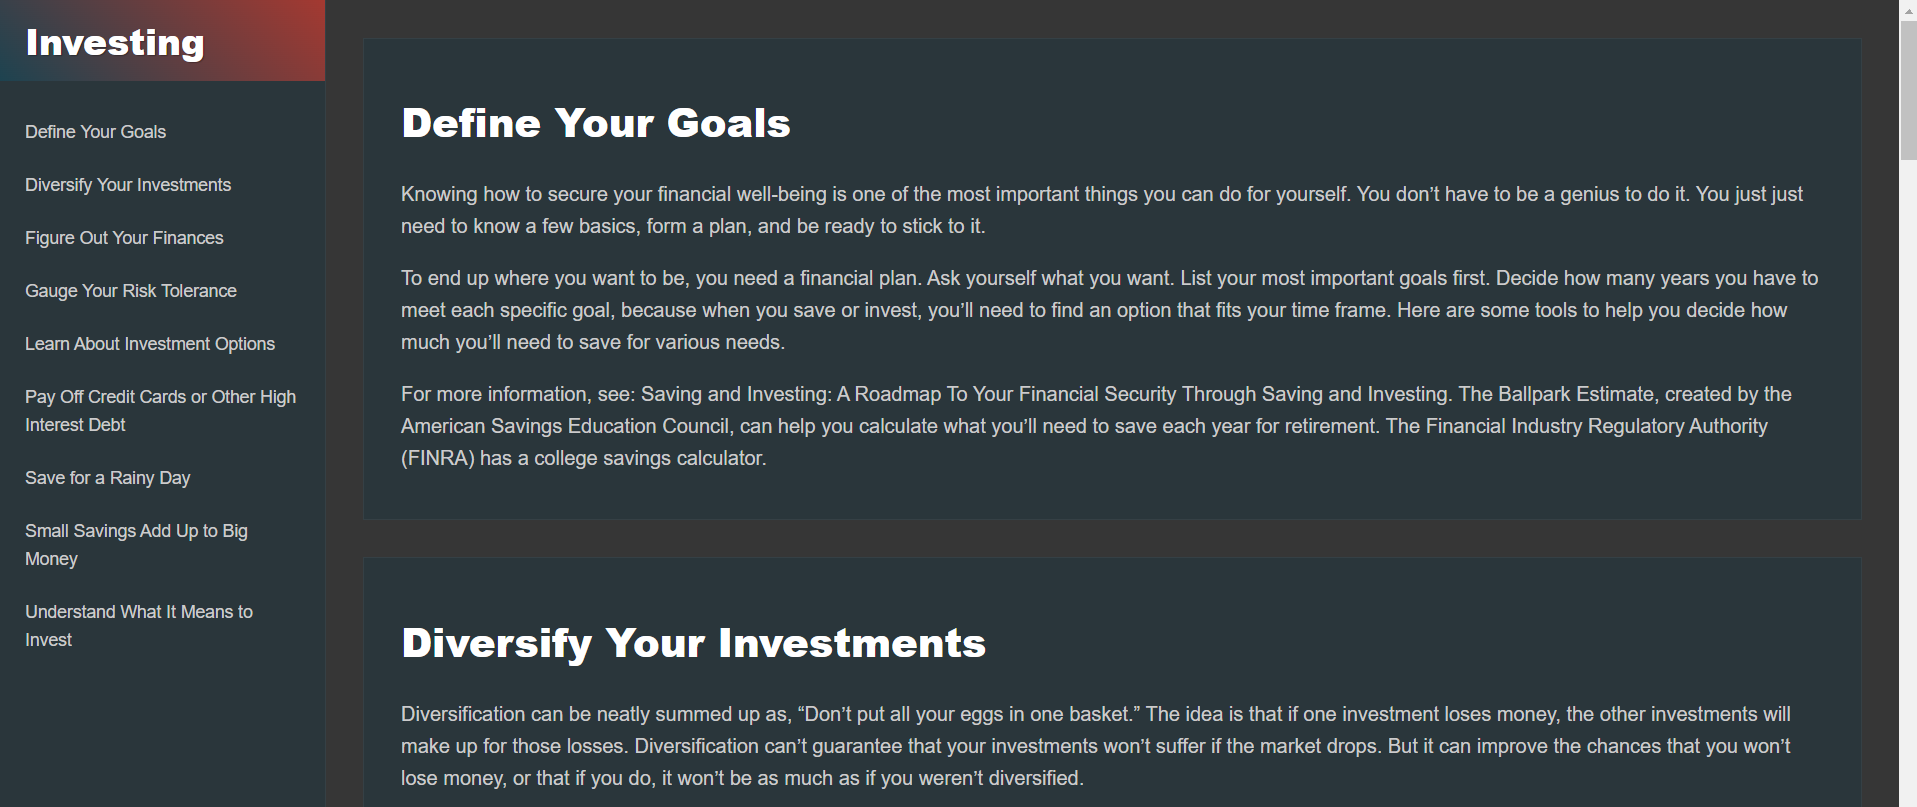 Investing
Define Your Goals
Diversify Your Investments
Figure Out Your Finances
Gauge Your Risk Tolerance
Learn About Investment Options
Pay Off Credit Cards or Other High
Interest Debt
Save for a Rainy Day
Small Savings Add Up to Big
Money
Understand What It Means to
Invest
Define Your Goals
Knowing how to secure your financial well-being is one of the most important things you can do for yourself. You don’t have to be a genius to do it. You just just
need to know a few basics, form a plan, and be ready to stick to it.
To end up where you want to be, you need a financial plan. Ask yourself what you want. List your most important goals first. Decide how many years you have to
meet each specific goal, because when you save or invest, you’ll need to find an option that fits your time frame. Here are some tools to help you decide how
much you’ll need to save for various needs.
For more information, see: Saving and Investing: A Roadmap To Your Financial Security Through Saving and Investing. The Ballpark Estimate, created by the
American Savings Education Council, can help you calculate what you’ll need to save each year for retirement. The Financial Industry Regulatory Authority
(FINRA) has a college savings calculator.
Diversify Your Investments
Diversification can be neatly summed up as, “Don’t put all your eggs in one basket.” The idea is that if one investment loses money, the other investments will
make up for those losses. Diversification can’t guarantee that your investments won’t suffer if the market drops. But it can improve the chances that you won’t
lose money, or that if you do, it won’t be as much as if you weren’t diversified.